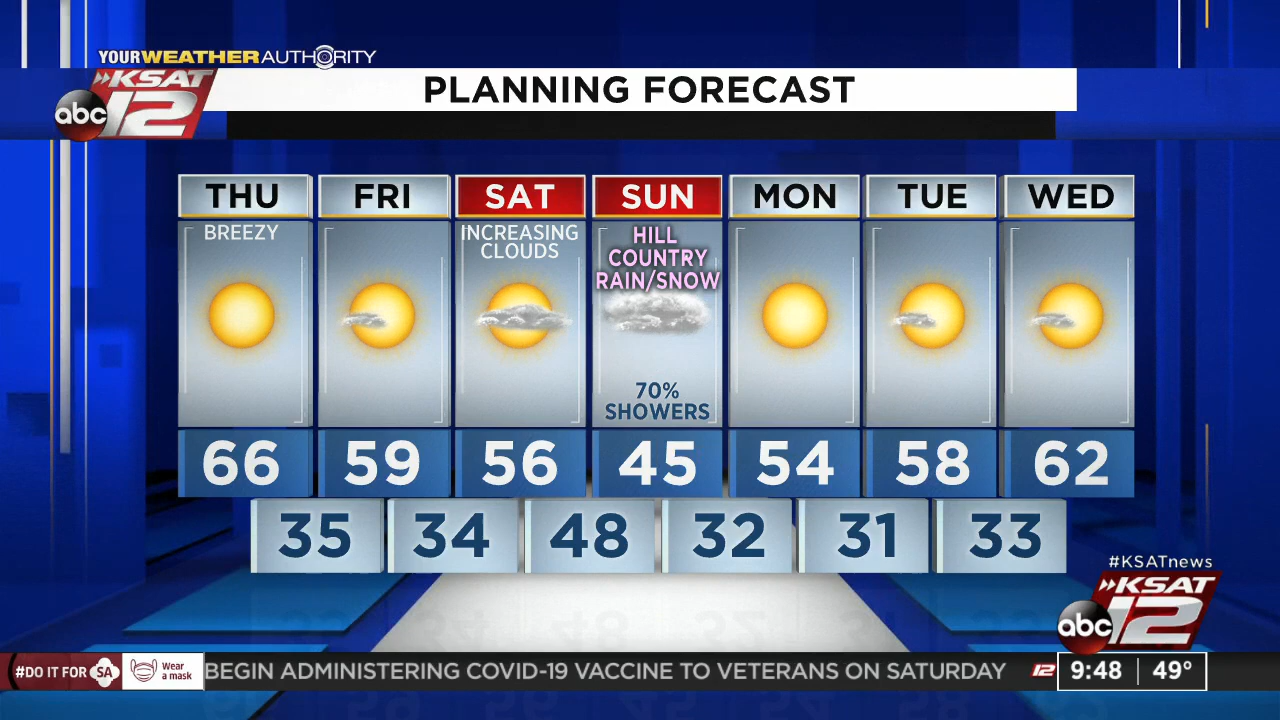 YOURWEATHERAUTHORITY
KSAT
abc 12
PLANNING FORECAST
THU FRI SAT SUN MON TUE WED
BREEZY
INCREASING
CLOUDS
HILL
COUNTRY
RAIN/SNOW
70%
SHOWERS
66 59 56 45 54 58 62
35 34 48 32 31 33
#KSATnews
KSAT
abc 12
#DO IT FOR SA Wear
a mask
BEGIN ADMINISTERING COVID-19 VACCINE TO VETERANS ON SATURDAY
12 9:48 49°